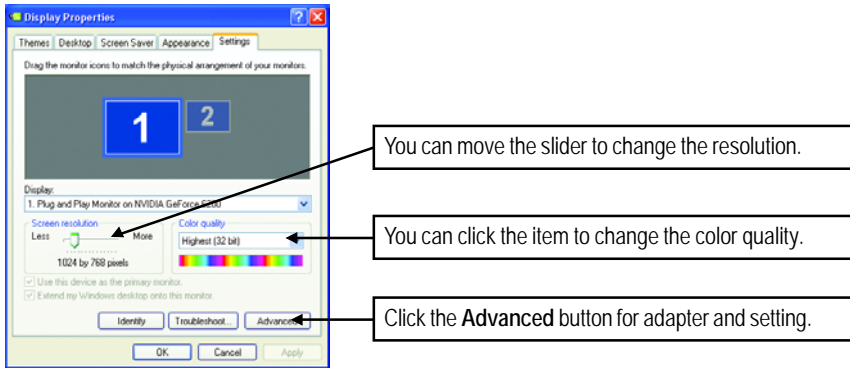 Display Properties
Themes Desktop Screen Saver Appearance Settings
Drag the monitor icons to match the physical arrangement of your monitors.
1 2
Display:
1. Plug and Play Monitor on NVIDIA GeForce 6200
Screen resolution
Less More
1024 by 768 pixels
Color quality
Highest (32 bit)
Use this device as the primary monitor.
Extend my Windows desktop onto this monitor.
Identify Troubleshoot... Advanced
OK Cancel Apply
You can move the slider to change the resolution.
You can click the item to change the color quality.
Click the Advanced button for adapter and setting.